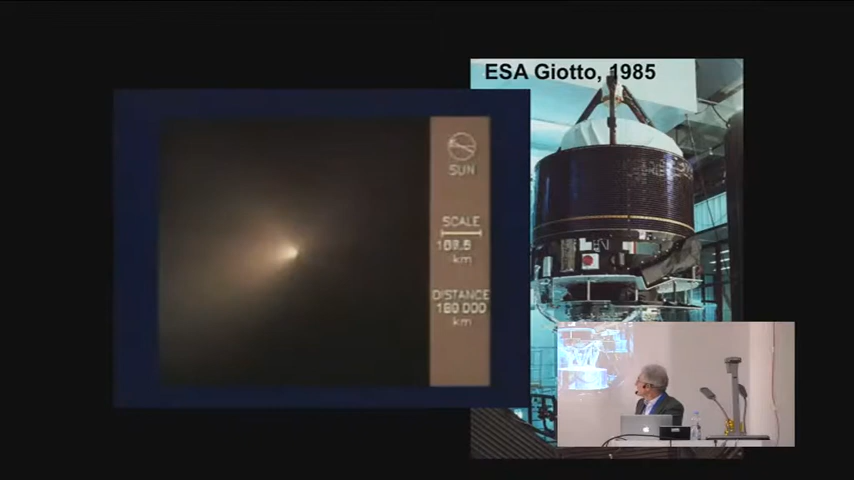 ESA Giotto, 1985
SUN
SCALE
km
DISTANCE
180 000
km